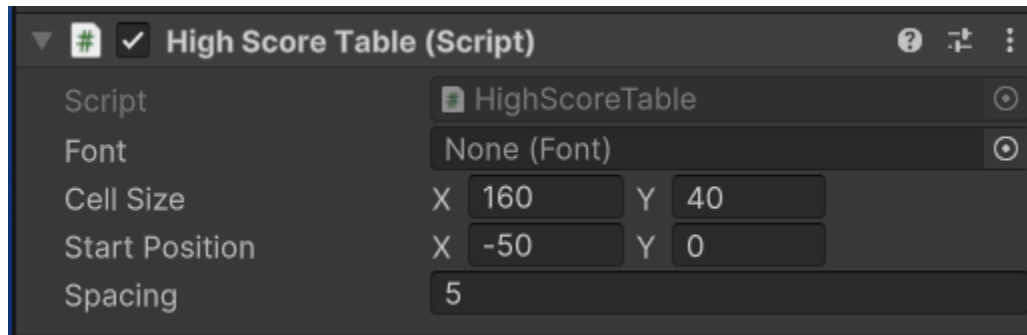 High Score Table (Script)
Script HighScoreTable
Font None (Font)
Cell Size X 160 Y 40
Start Position X -50 Y 0
Spacing 5